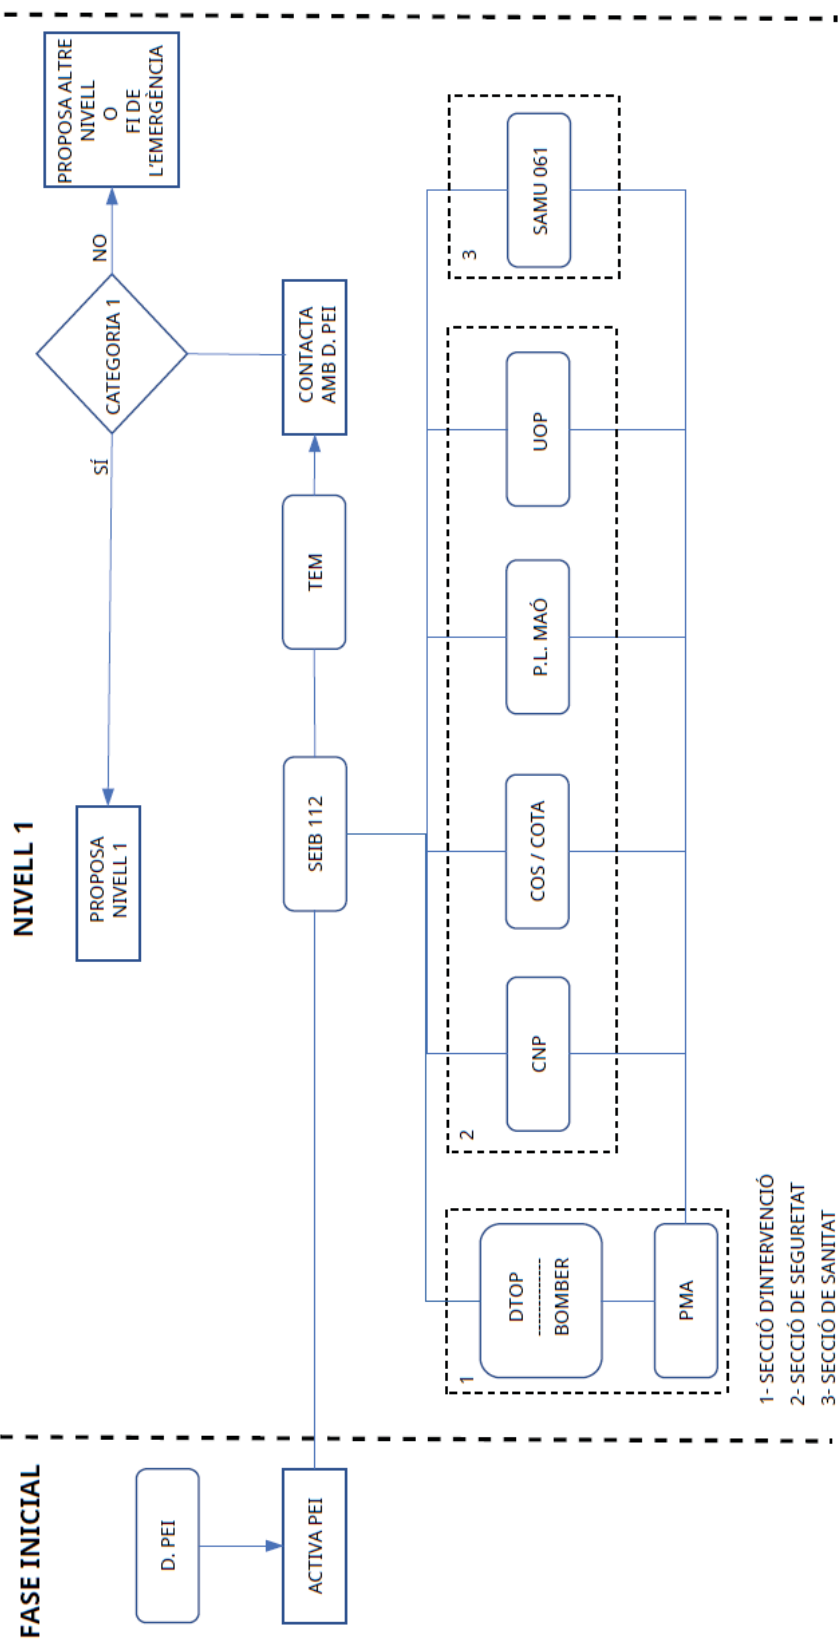 FASE INICIAL
D. PEI
ACTIVA PEI
NIVELL 1
PROPOSA
NIVELL 1
SÍ
CATEGORIA 1
NO
PROPOSA ALTRE
NIVELL
O
FI DE
L'EMERGÈNCIA
SEIB 112
TEM
CONTACTA
AMB D. PEI
1
DTOP
---------------
BOMBER
PMA
2
CNP
COS / COTA
P.L. MAÓ
UOP
3
SAMU 061
1- SECCIÓ D'INTERVENCIÓ
2- SECCIÓ DE SEGURETAT
3- SECCIÓ DE SANITAT